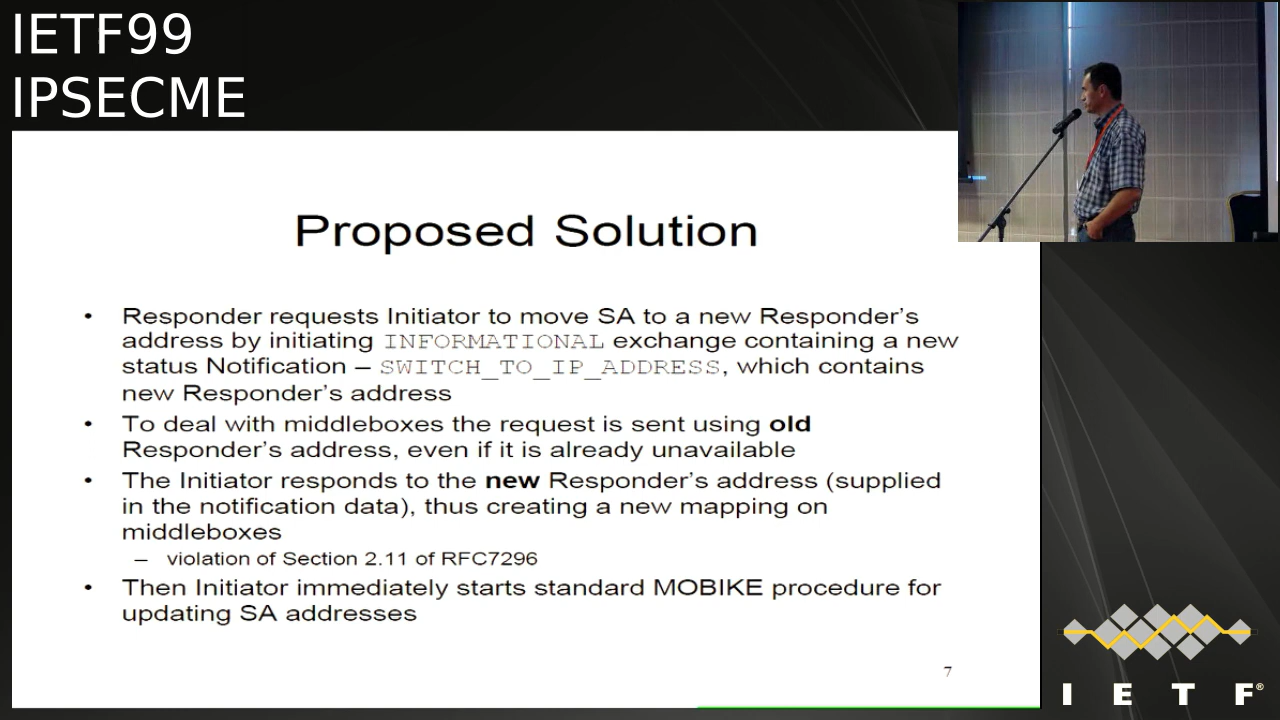 IETF99
IPSECME
Proposed Solution
• Responder requests Initiator to move SA to a new Responder’s
address by initiating INFORMATIONAL exchange containing a new
status Notification – SWITCH_TO_IP_ADDRESS, which contains
new Responder’s address
• To deal with middleboxes the request is sent using old
Responder’s address, even if it is already unavailable
• The Initiator responds to the new Responder’s address (supplied
in the notification data), thus creating a new mapping on
middleboxes
– violation of Section 2.11 of RFC7296
• Then Initiator immediately starts standard MOBIKE procedure for
updating SA addresses
7
I E T F®